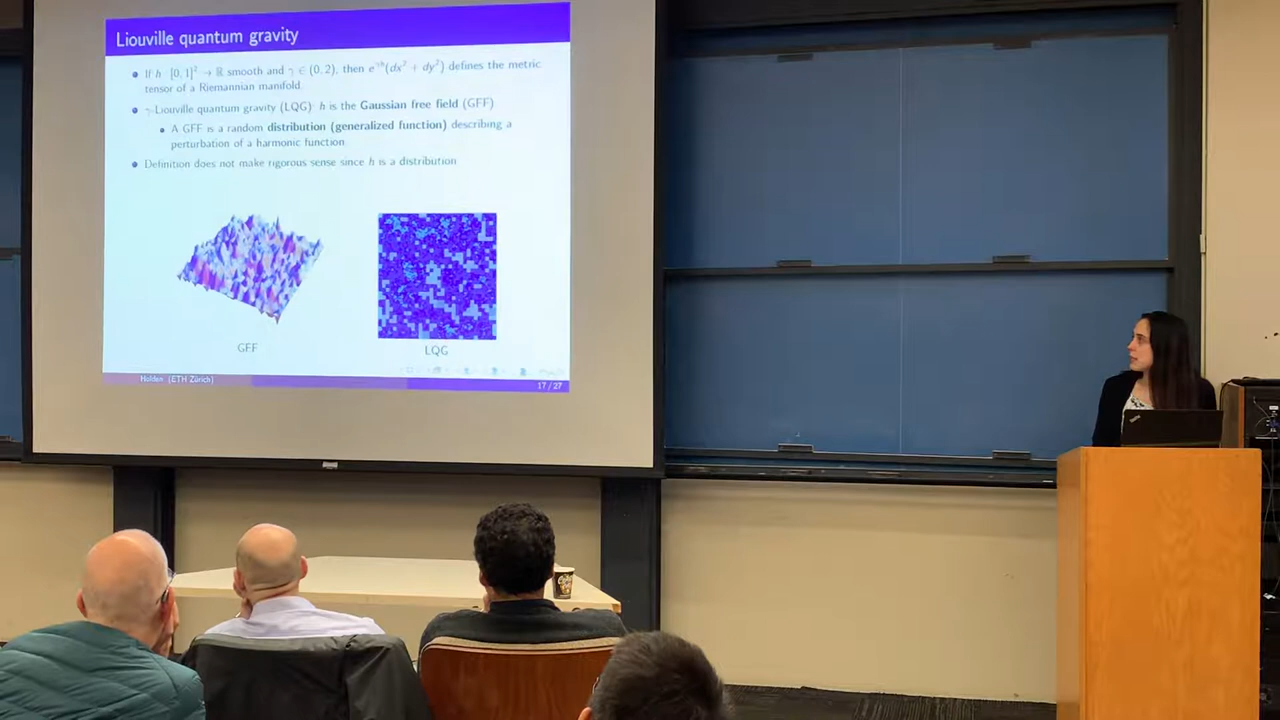 Liouville quantum gravity
If h [0, 1]² → ℝ smooth and γ ∈ (0, 2), then e^{γh}(dx² + dy²) defines the metric
tensor of a Riemannian manifold.
γ-Liouville quantum gravity (LQG) h is the Gaussian free field (GFF)
A GFF is a random distribution (generalized function) describing a
perturbation of a harmonic function
Definition does not make rigorous sense since h is a distribution
GFF
LQG
Holden (ETH Zürich)
17 / 27